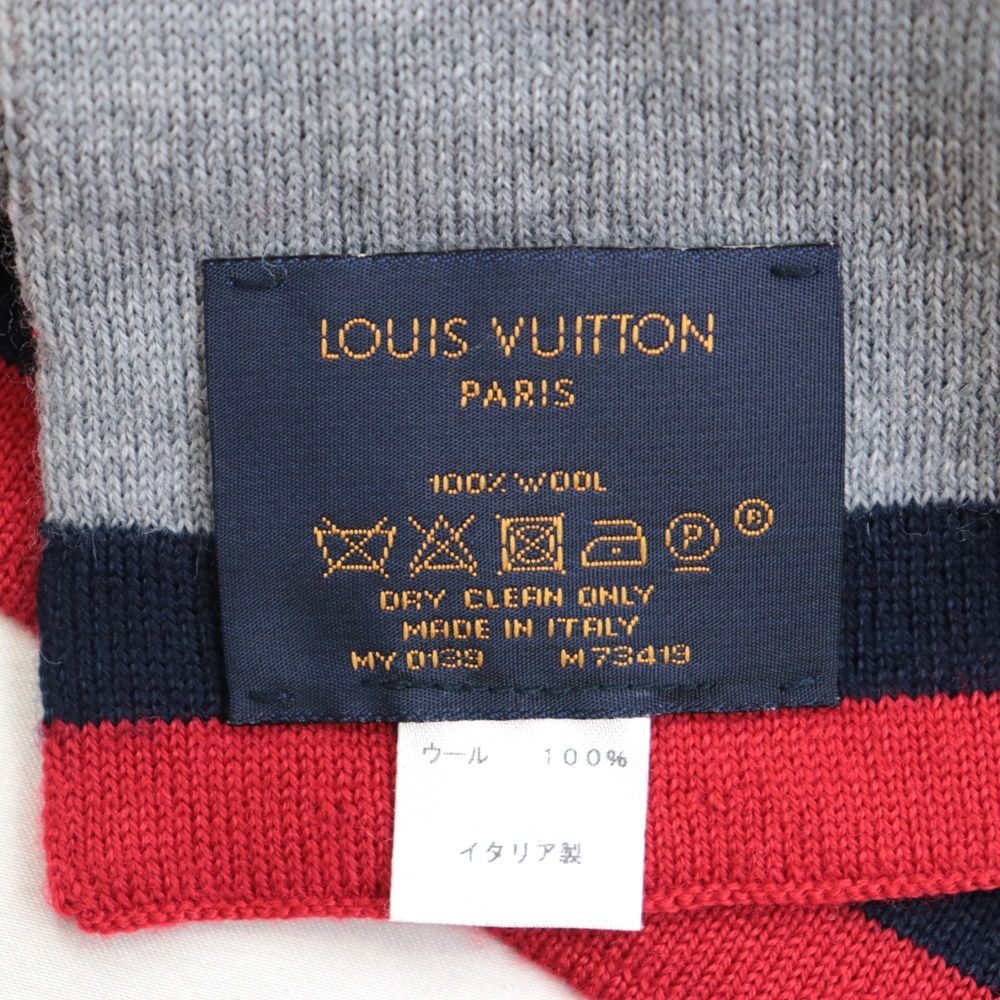 LOUIS VUITTON
PARIS
100% WOOL
P ®
DRY CLEAN ONLY
MADE IN ITALY
MY 0139 M73419
ウール 100%
イタリア製